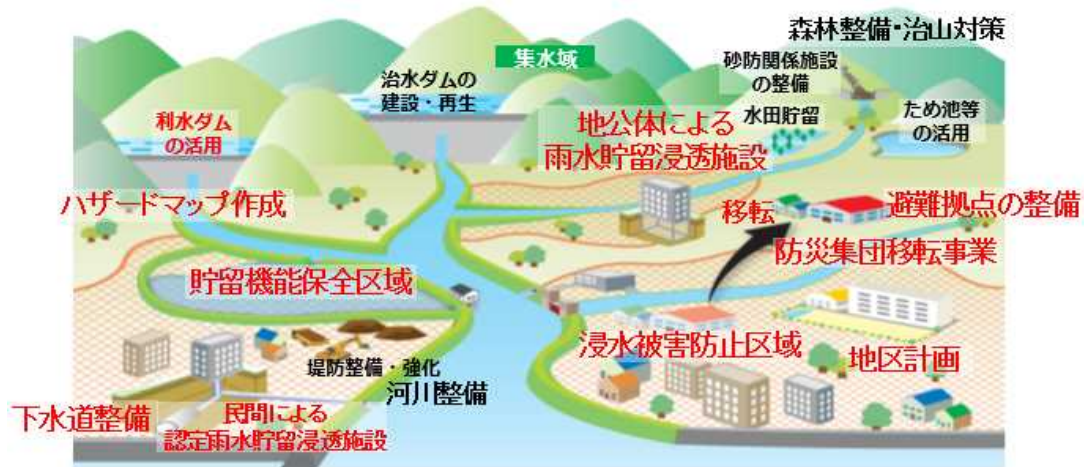 森林整備・治山対策
集水域
治水ダムの
建設・再生
砂防関係施設
の整備
利水ダム
の活用
地公体による
雨水貯留浸透施設
水田貯留
ため池等
の活用
ハザードマップ作成
移転
避難拠点の整備
防災集団移転事業
貯留機能保全区域
浸水被害防止区域
地区計画
堤防整備・強化
河川整備
下水道整備
民間による
認定雨水貯留浸透施設